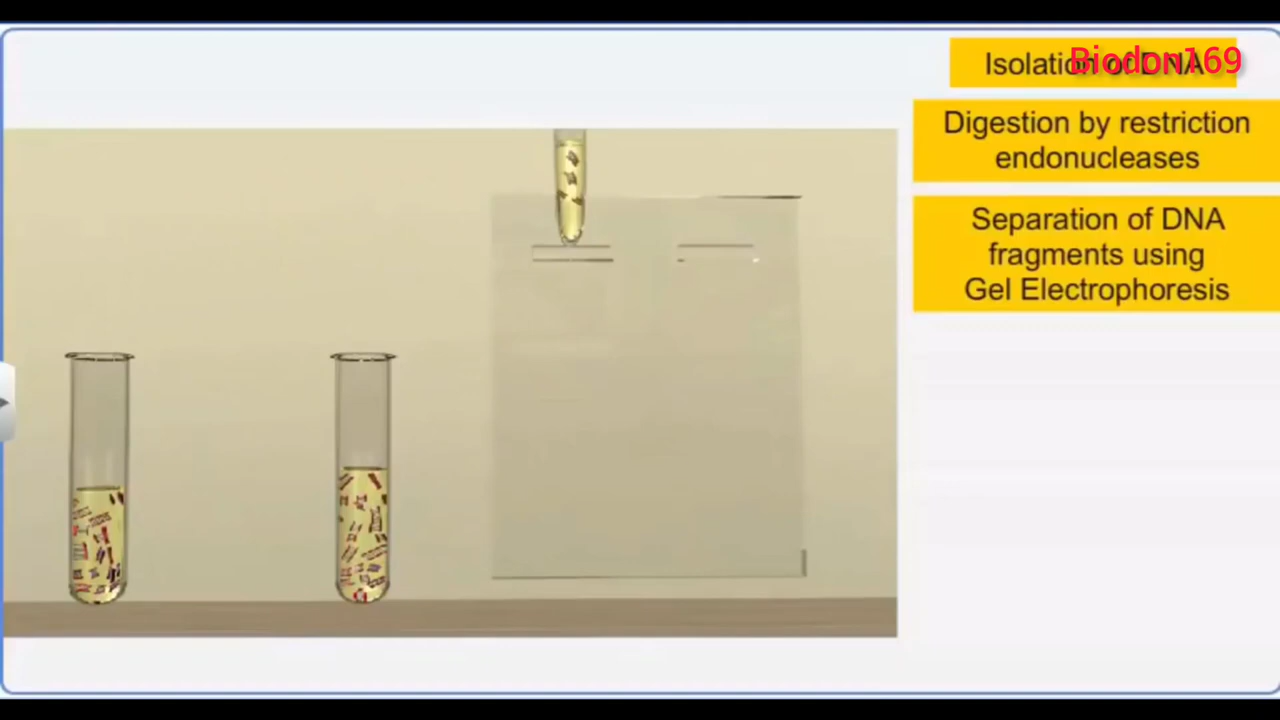 Isolation of DNA
Biodon169
Digestion by restriction
endonucleases
Separation of DNA
fragments using
Gel Electrophoresis